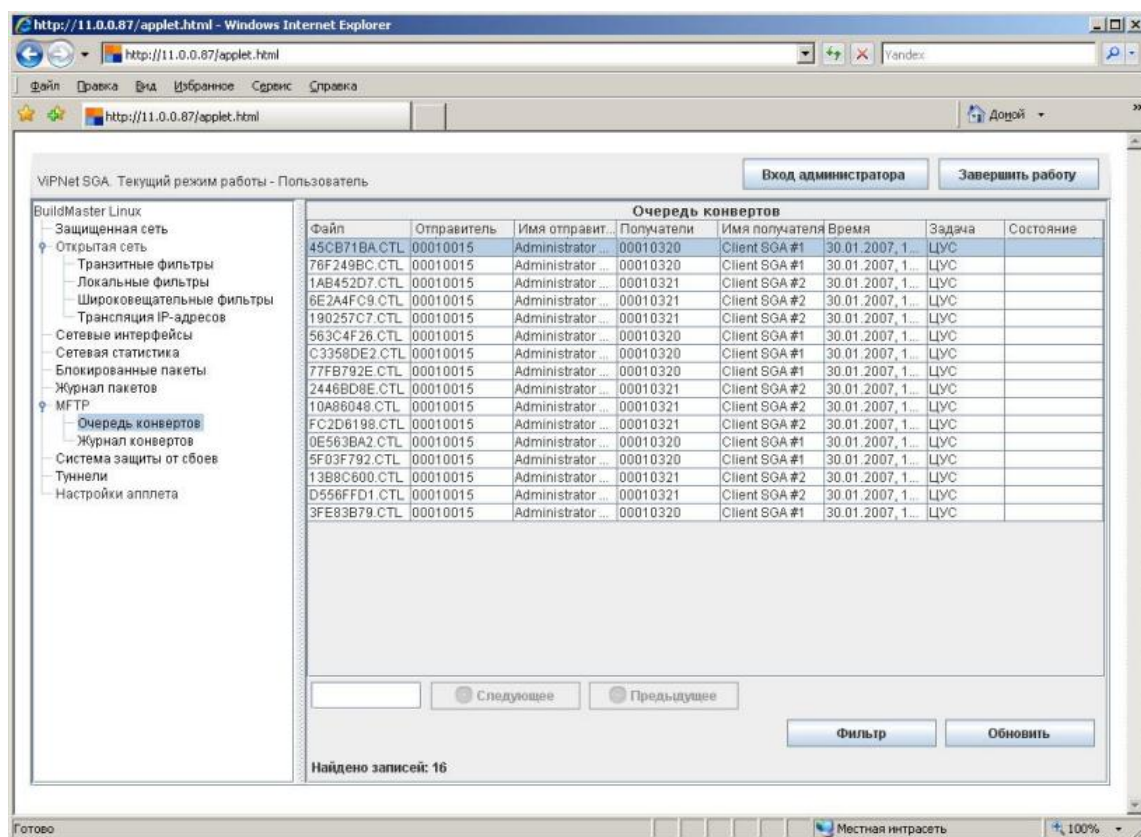 http://11.0.0.87/applet.html - Windows Internet Explorer
http://11.0.0.87/applet.html Yandex
Файл Правка Вид Избранное Сервис Справка
http://11.0.0.87/applet.html Домой
ViPNet SGA. Текущий режим работы - Пользователь Вход администратора Завершить работу
BuildMaster Linux
Защищенная сеть
Открытая сеть
Транзитные фильтры
Локальные фильтры
Широковещательные фильтры
Трансляция IP-адресов
Сетевые интерфейсы
Сетевая статистика
Блокированные пакеты
Журнал пакетов
MFTP
Очередь конвертов
Журнал конвертов
Система защиты от сбоев
Туннели
Настройки апплета
Очередь конвертов
Файл Отправитель Имя отправит... Получатели Имя получателя Время Задача Состояние
45CB71BA.CTL 00010015 Administrator ... 00010320 Client SGA #1 30.01.2007, 1... ЦУС
76F249BC.CTL 00010015 Administrator ... 00010320 Client SGA #1 30.01.2007, 1... ЦУС
1AB452D7.CTL 00010015 Administrator ... 00010321 Client SGA #2 30.01.2007, 1... ЦУС
6E2A4FC9.CTL 00010015 Administrator ... 00010321 Client SGA #2 30.01.2007, 1... ЦУС
190257C7.CTL 00010015 Administrator ... 00010321 Client SGA #2 30.01.2007, 1... ЦУС
563C4F26.CTL 00010015 Administrator ... 00010320 Client SGA #1 30.01.2007, 1... ЦУС
C3358DE2.CTL 00010015 Administrator ... 00010320 Client SGA #1 30.01.2007, 1... ЦУС
77FB792E.CTL 00010015 Administrator ... 00010320 Client SGA #1 30.01.2007, 1... ЦУС
2446BD8E.CTL 00010015 Administrator ... 00010321 Client SGA #2 30.01.2007, 1... ЦУС
10A86048.CTL 00010015 Administrator ... 00010321 Client SGA #2 30.01.2007, 1... ЦУС
FC2D6198.CTL 00010015 Administrator ... 00010321 Client SGA #2 30.01.2007, 1... ЦУС
0E563BA2.CTL 00010015 Administrator ... 00010320 Client SGA #1 30.01.2007, 1... ЦУС
5F03F792.CTL 00010015 Administrator ... 00010320 Client SGA #1 30.01.2007, 1... ЦУС
13B8C600.CTL 00010015 Administrator ... 00010321 Client SGA #2 30.01.2007, 1... ЦУС
D556FFD1.CTL 00010015 Administrator ... 00010321 Client SGA #2 30.01.2007, 1... ЦУС
3FE83B79.CTL 00010015 Administrator ... 00010320 Client SGA #1 30.01.2007, 1... ЦУС
Следующее Предыдущее
Фильтр Обновить
Найдено записей: 16
Готово Местная интрасеть 100%